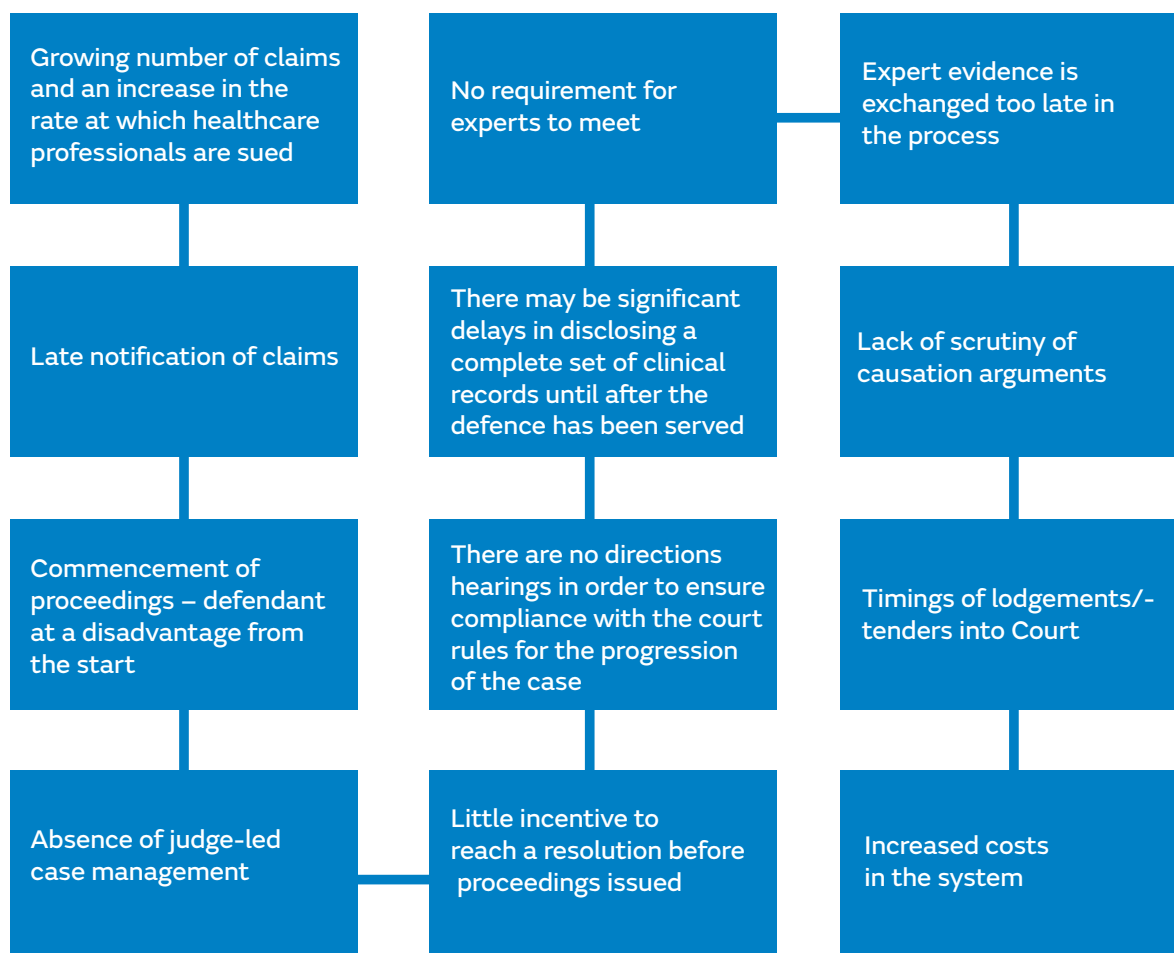 Growing number of claims
and an increase in the
rate at which healthcare
professionals are sued
Late notification of claims
Commencement of
proceedings – defendant
at a disadvantage from
the start
Absence of judge-led
case management
Little incentive to
reach a resolution before
proceedings issued
There are no directions
hearings in order to ensure
compliance with the court
rules for the progression
of the case
There may be significant
delays in disclosing a
complete set of clinical
records until after the
defence has been served
No requirement for
experts to meet
Expert evidence is
exchanged too late in
the process
Lack of scrutiny of
causation arguments
Timings of lodgements/-
tenders into Court
Increased costs
in the system